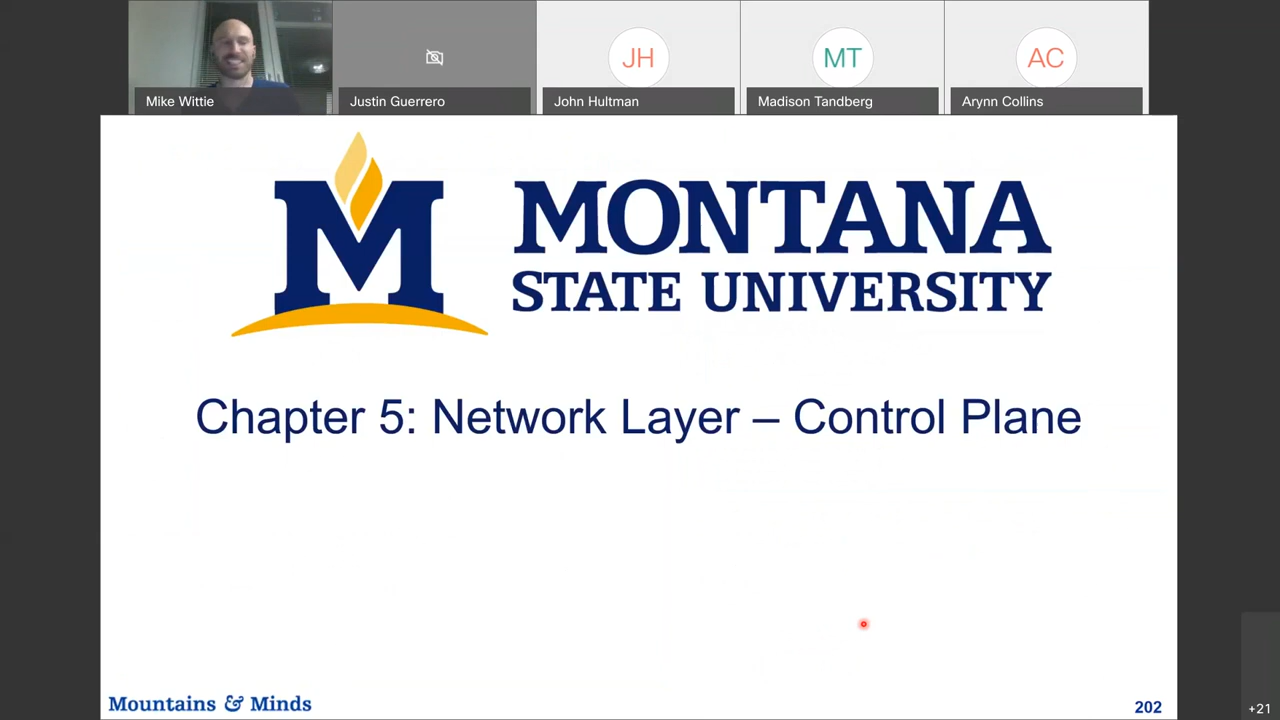 Mike Wittie
Justin Guerrero
JH
John Hultman
MT
Madison Tandberg
AC
Arynn Collins
M
MONTANA
STATE UNIVERSITY
Chapter 5: Network Layer – Control Plane
Mountains & Minds
202
+21